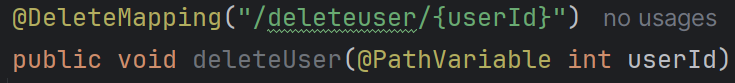 @DeleteMapping("/deleteuser/{userId}") no usages
public void deleteUser(@PathVariable int userId)